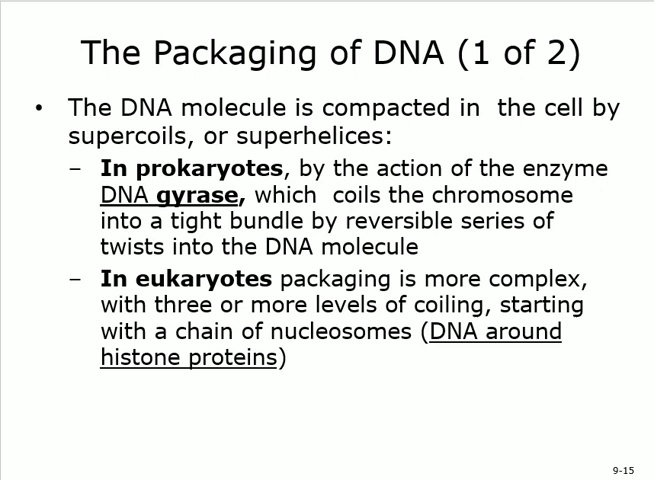 The Packaging of DNA (1 of 2)
• The DNA molecule is compacted in  the cell by
supercoils, or superhelices:
– In prokaryotes, by the action of the enzyme
DNA gyrase, which  coils the chromosome
into a tight bundle by reversible series of
twists into the DNA molecule
– In eukaryotes packaging is more complex,
with three or more levels of coiling, starting
with a chain of nucleosomes (DNA around
histone proteins)
9-15